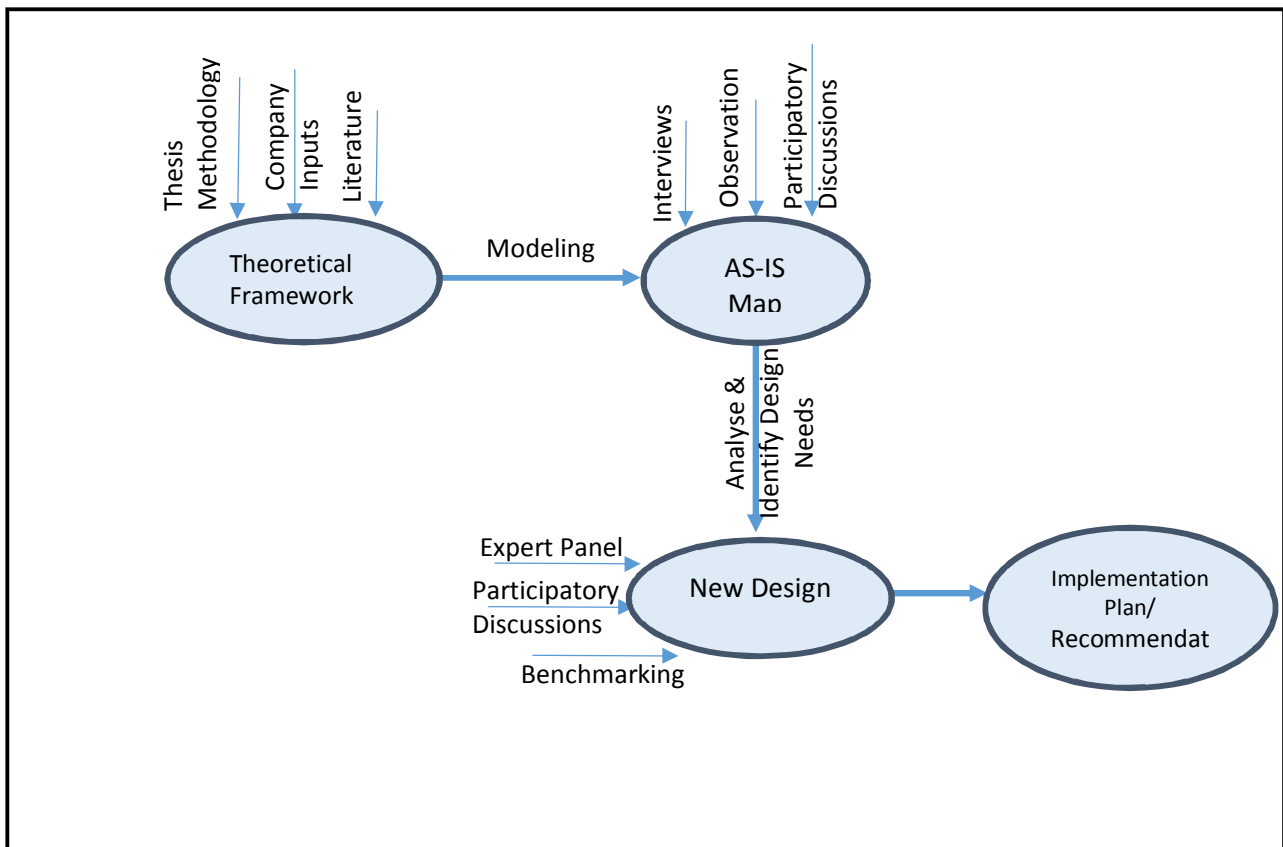 Thesis
Methodology
Company
Inputs
Literature
Interviews
Observation
Participatory
Discussions
Theoretical
Framework
Modeling
AS-IS
Map
Analyse &
Identify Design
Needs
Expert Panel
Participatory
Discussions
Benchmarking
New Design
Implementation
Plan/
Recommendat